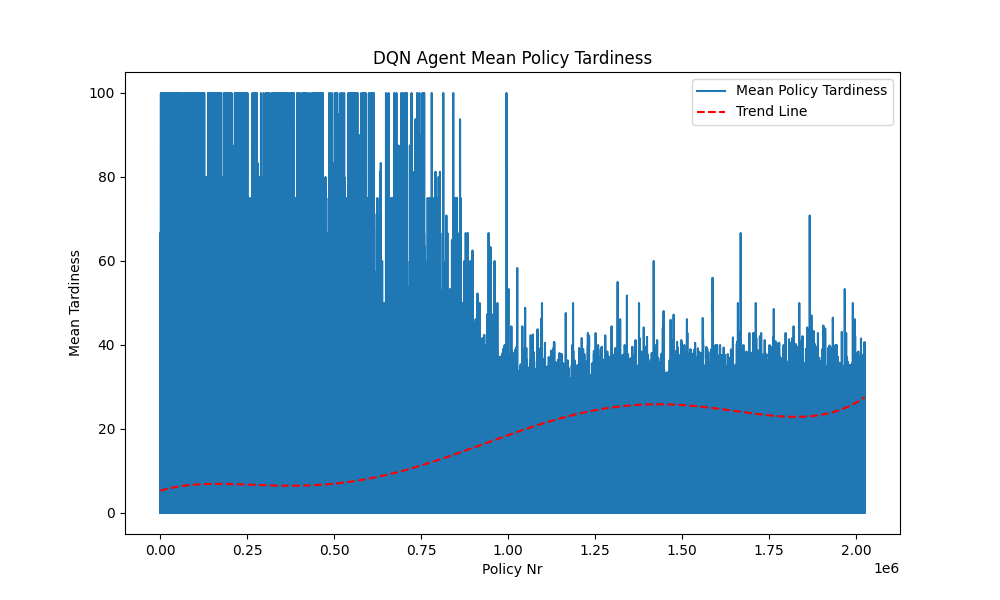 DQN Agent Mean Policy Tardiness
Mean Policy Tardiness
Trend Line
Mean Tardiness
100
80
60
40
20
0
0.00 0.25 0.50 0.75 1.00 1.25 1.50 1.75 2.00
1e6
Policy Nr